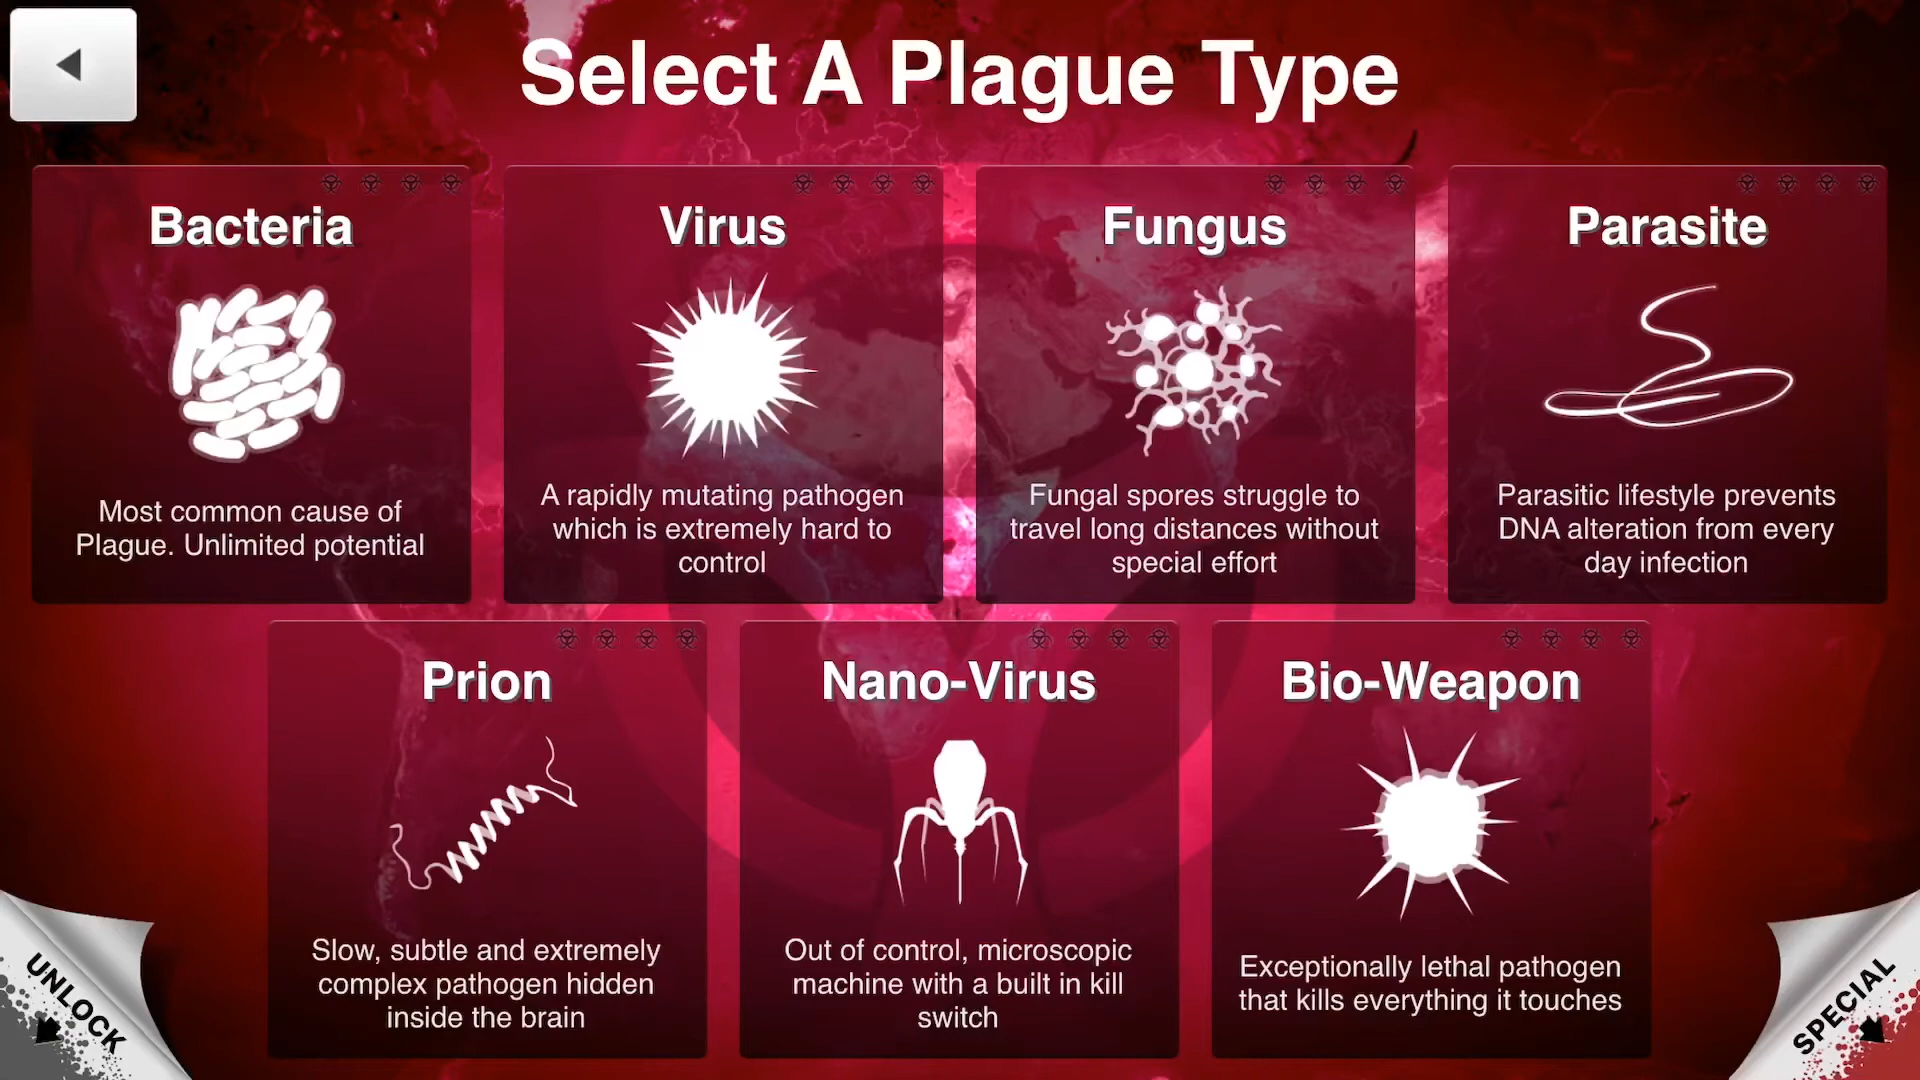 Select A Plague Type
Bacteria
Most common cause of
Plague. Unlimited potential
Virus
A rapidly mutating pathogen
which is extremely hard to
control
Fungus
Fungal spores struggle to
travel long distances without
special effort
Parasite
Parasitic lifestyle prevents
DNA alteration from every
day infection
Prion
Slow, subtle and extremely
complex pathogen hidden
inside the brain
Nano-Virus
Out of control, microscopic
machine with a built in kill
switch
Bio-Weapon
Exceptionally lethal pathogen
that kills everything it touches
UNLOCK
SPECIAL